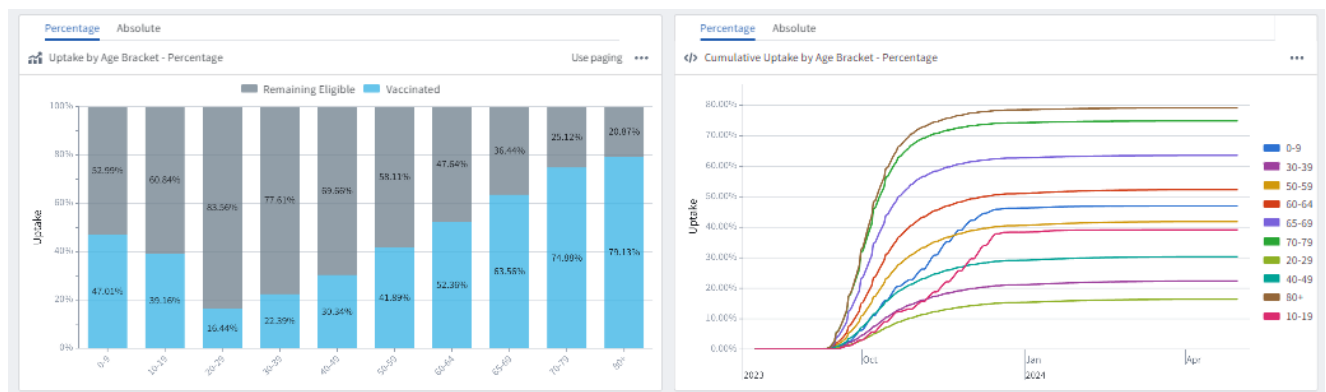 Percentage Absolute
Uptake by Age Bracket - Percentage Use paging
Remaining Eligible Vaccinated
100%
80%
60%
40%
20%
0%
Uptake
52.99% 60.84% 83.56% 77.61% 69.66% 58.11% 47.64% 36.44% 25.12% 20.87%
47.01% 39.16% 16.44% 22.39% 30.34% 41.89% 52.36% 63.56% 74.88% 79.13%
0-9 10-19 20-29 30-39 40-49 50-59 60-64 65-69 70-79 80+
Percentage Absolute
Cumulative Uptake by Age Bracket - Percentage
80.00%
70.00%
60.00%
50.00%
40.00%
30.00%
20.00%
10.00%
0.00%
Uptake
Oct Jan Apr
2023 2024
0-9
30-39
50-59
60-64
65-69
70-79
20-29
40-49
80+
10-19